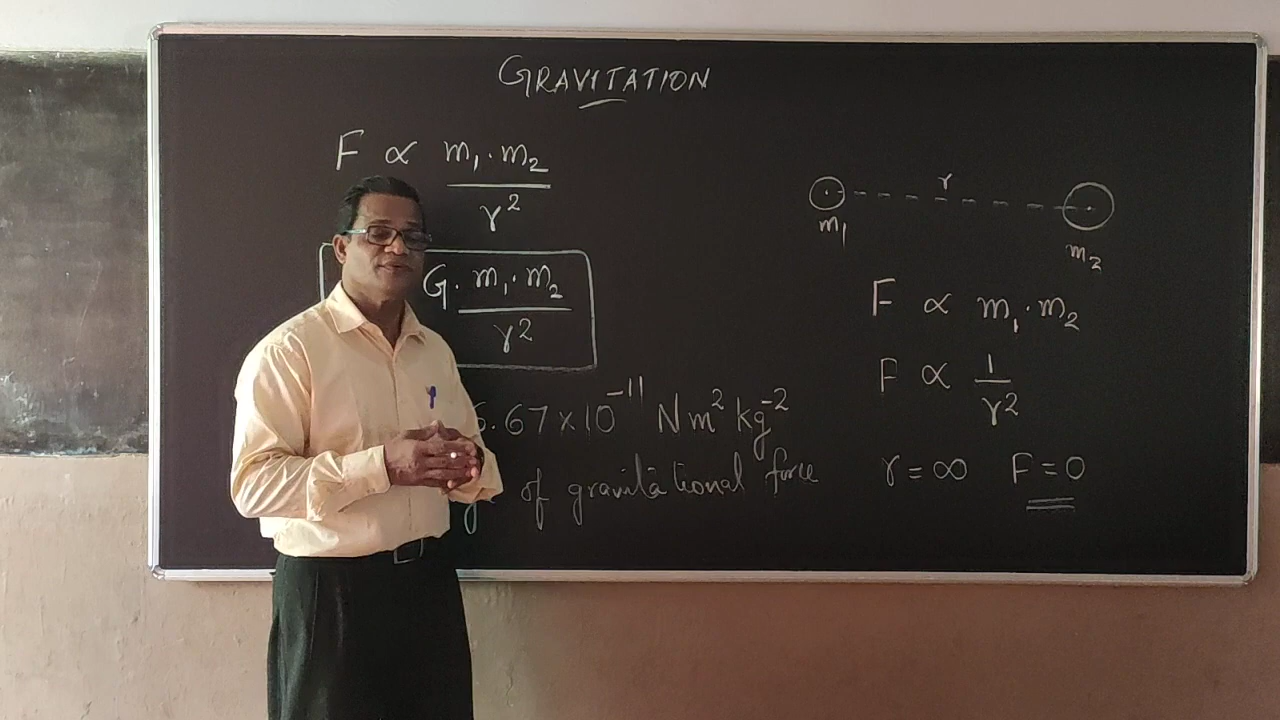 GRAVITATION
F ∝ m₁·m₂
r²
G·m₁·m₂
r²
6.67×10⁻¹¹ Nm² kg⁻²
of gravitational force
r
m₁
m₂
F ∝ m₁·m₂
F ∝ 1
r²
r=∞ F=0